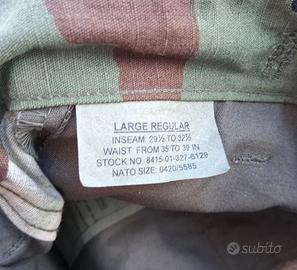 LARGE REGULAR
INSEAM: 29½ TO 32½
WAIST: FROM 35 TO 39 IN
STOCK NO. 8415-01-327-6129
NATO SIZE: 0420/5585
subito